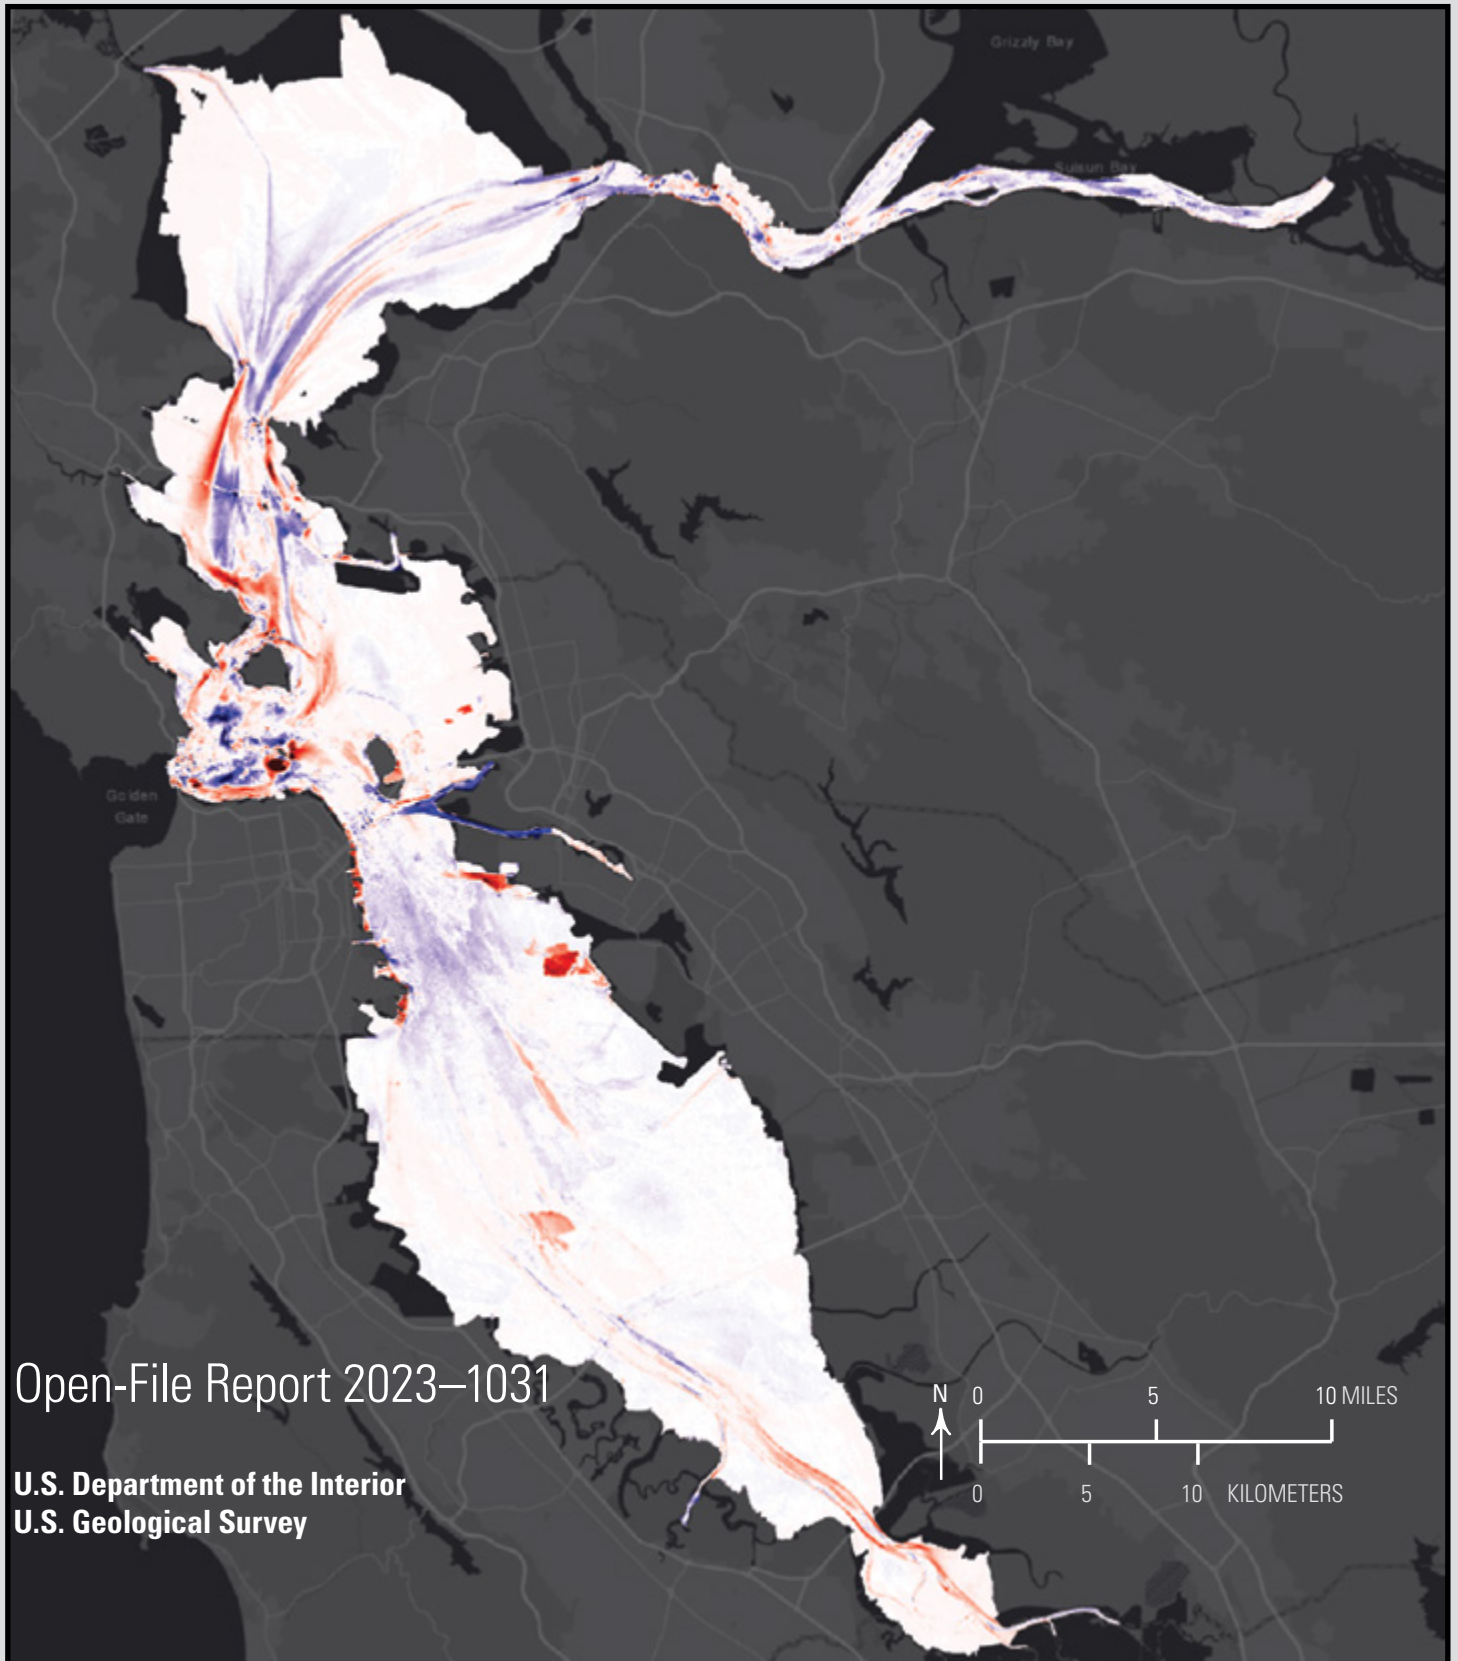 Grizzly Bay
Suisun Bay
Golden
Gate
Open-File Report 2023–1031
U.S. Department of the Interior
U.S. Geological Survey
N
0 5 10 MILES
0 5 10 KILOMETERS